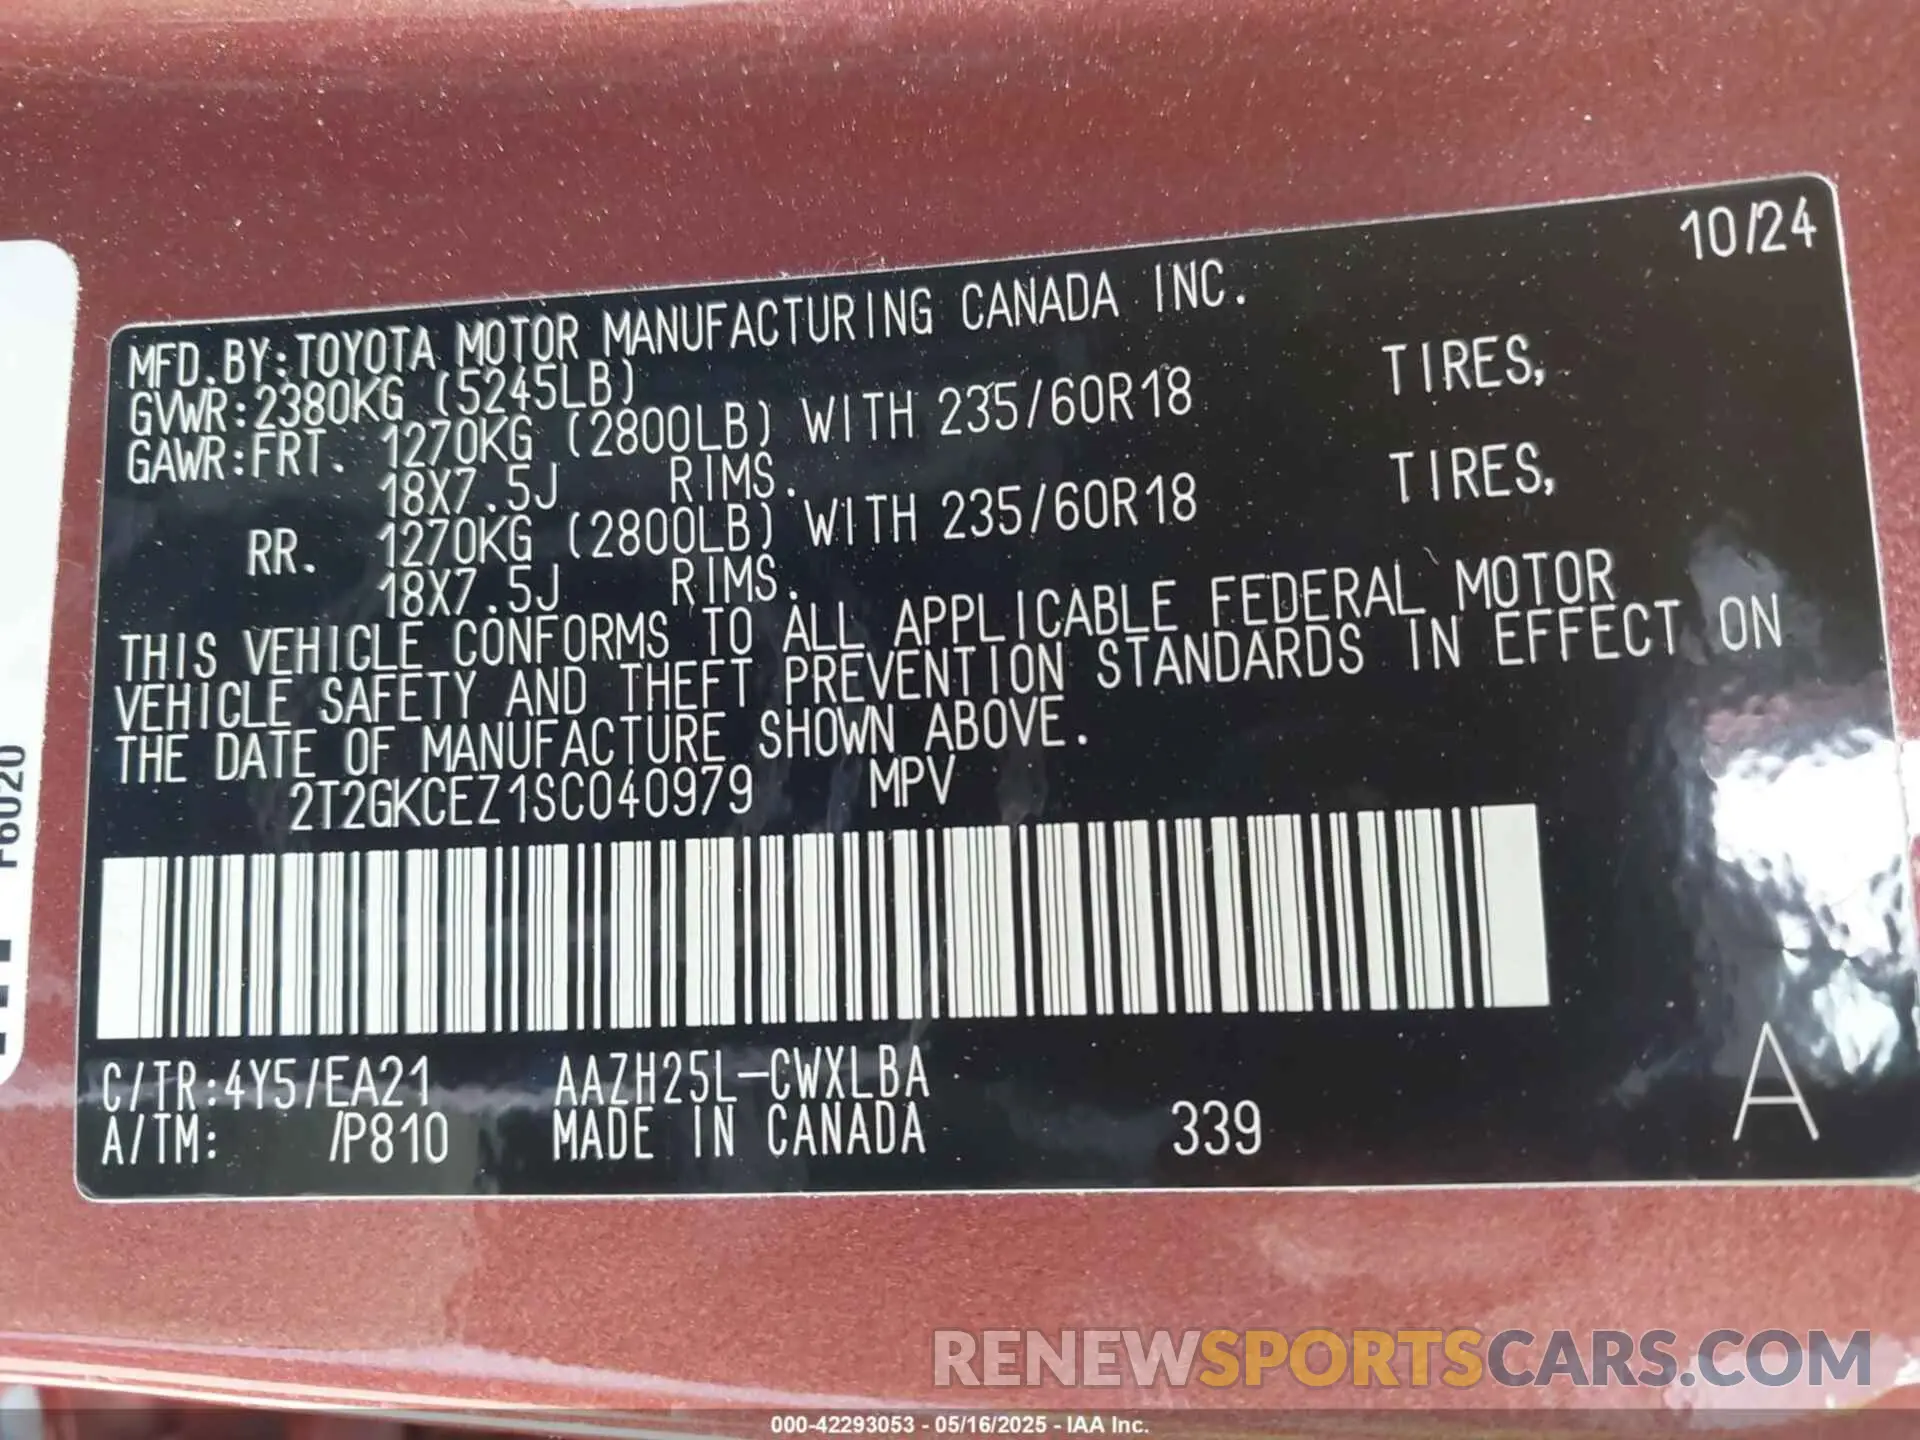 10/24
MFD.BY:TOYOTA MOTOR MANUFACTURING CANADA INC.
GVWR:2380KG (5245LB)
GAWR:FRT. 1270KG (2800LB) WITH 235/60R18 TIRES,
18X7.5J RIMS.
RR. 1270KG (2800LB) WITH 235/60R18 TIRES,
18X7.5J RIMS.
THIS VEHICLE CONFORMS TO ALL APPLICABLE FEDERAL MOTOR
VEHICLE SAFETY AND THEFT PREVENTION STANDARDS IN EFFECT ON
THE DATE OF MANUFACTURE SHOWN ABOVE.
2T2GKCEZ1SC040979 MPV
C/TR:4Y5/EA21 AAZH25L-CWXLBA
A/TM: /P810 MADE IN CANADA 339 A
F6020
RENEWSPORTSCARS.COM
000-42293053 - 05/16/2025 - IAA Inc.